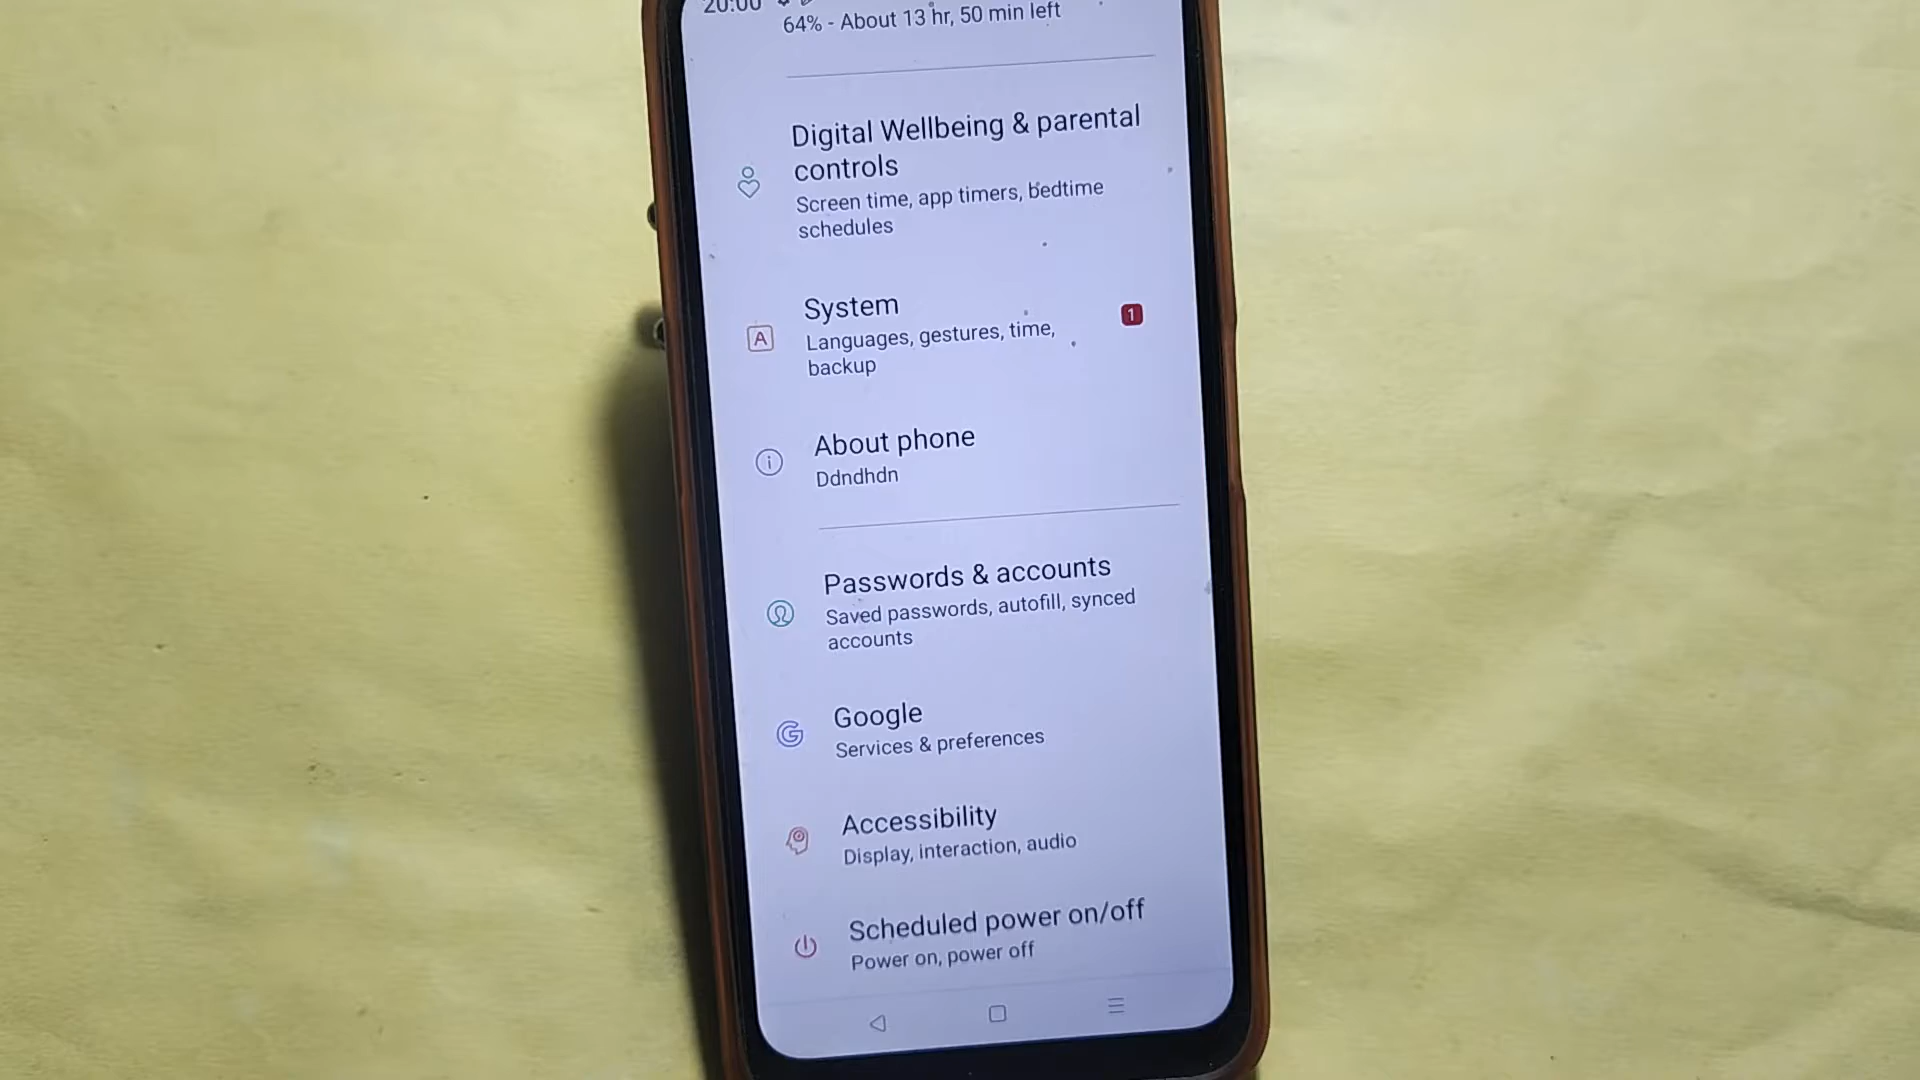 20:00
64% - About 13 hr, 50 min left
Digital Wellbeing & parental
controls
Screen time, app timers, bedtime
schedules
System
1
Languages, gestures, time,
backup
A
About phone
Ddndhdn
Passwords & accounts
Saved passwords, autofill, synced
accounts
Google
Services & preferences
Accessibility
Display, interaction, audio
Scheduled power on/off
Power on, power off